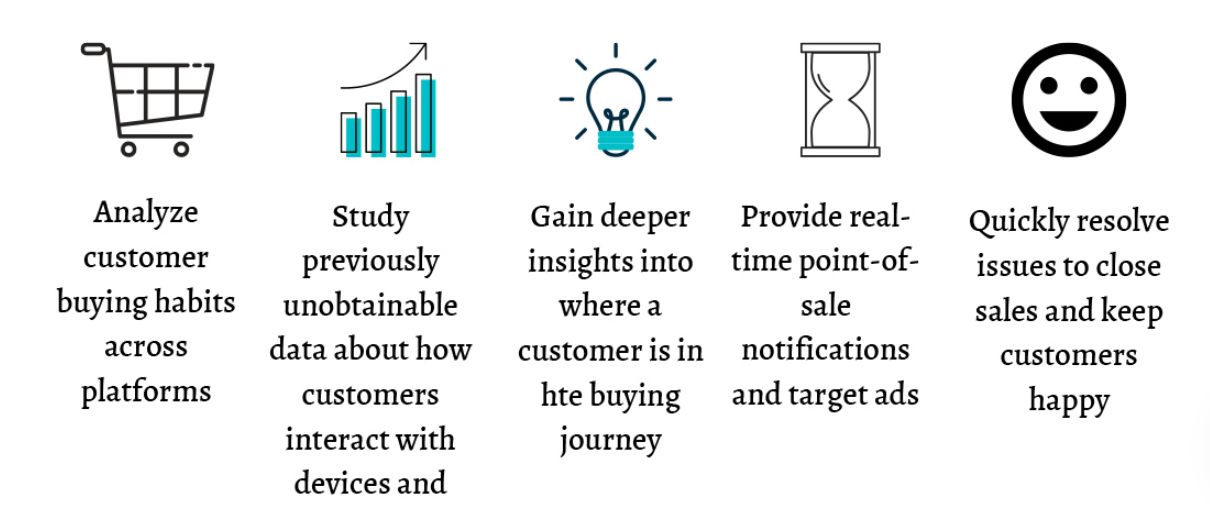 Analyze
customer
buying habits
across
platforms
Study
previously
unobtainable
data about how
customers
interact with
devices and
Gain deeper
insights into
where a
customer is in
hte buying
journey
Provide real-
time point-of-
sale
notifications
and target ads
Quickly resolve
issues to close
sales and keep
customers
happy